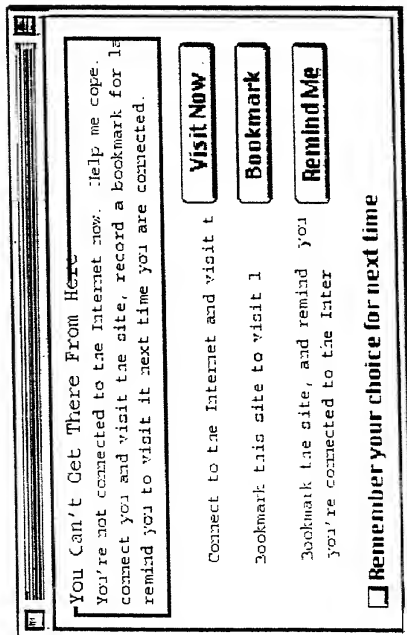 You Can't Get There From Here
You're not connected to the Internet now. Help me cope.
connect you and visit the site, record a bookmark for la
remind you to visit it next time you are connected.
Connect to the Internet and visit t
Visit Now
Bookmark this site to visit l
Bookmark
Bookmark the site, and remind you
you're connected to the Inter
Remind Me
Remember your choice for next time